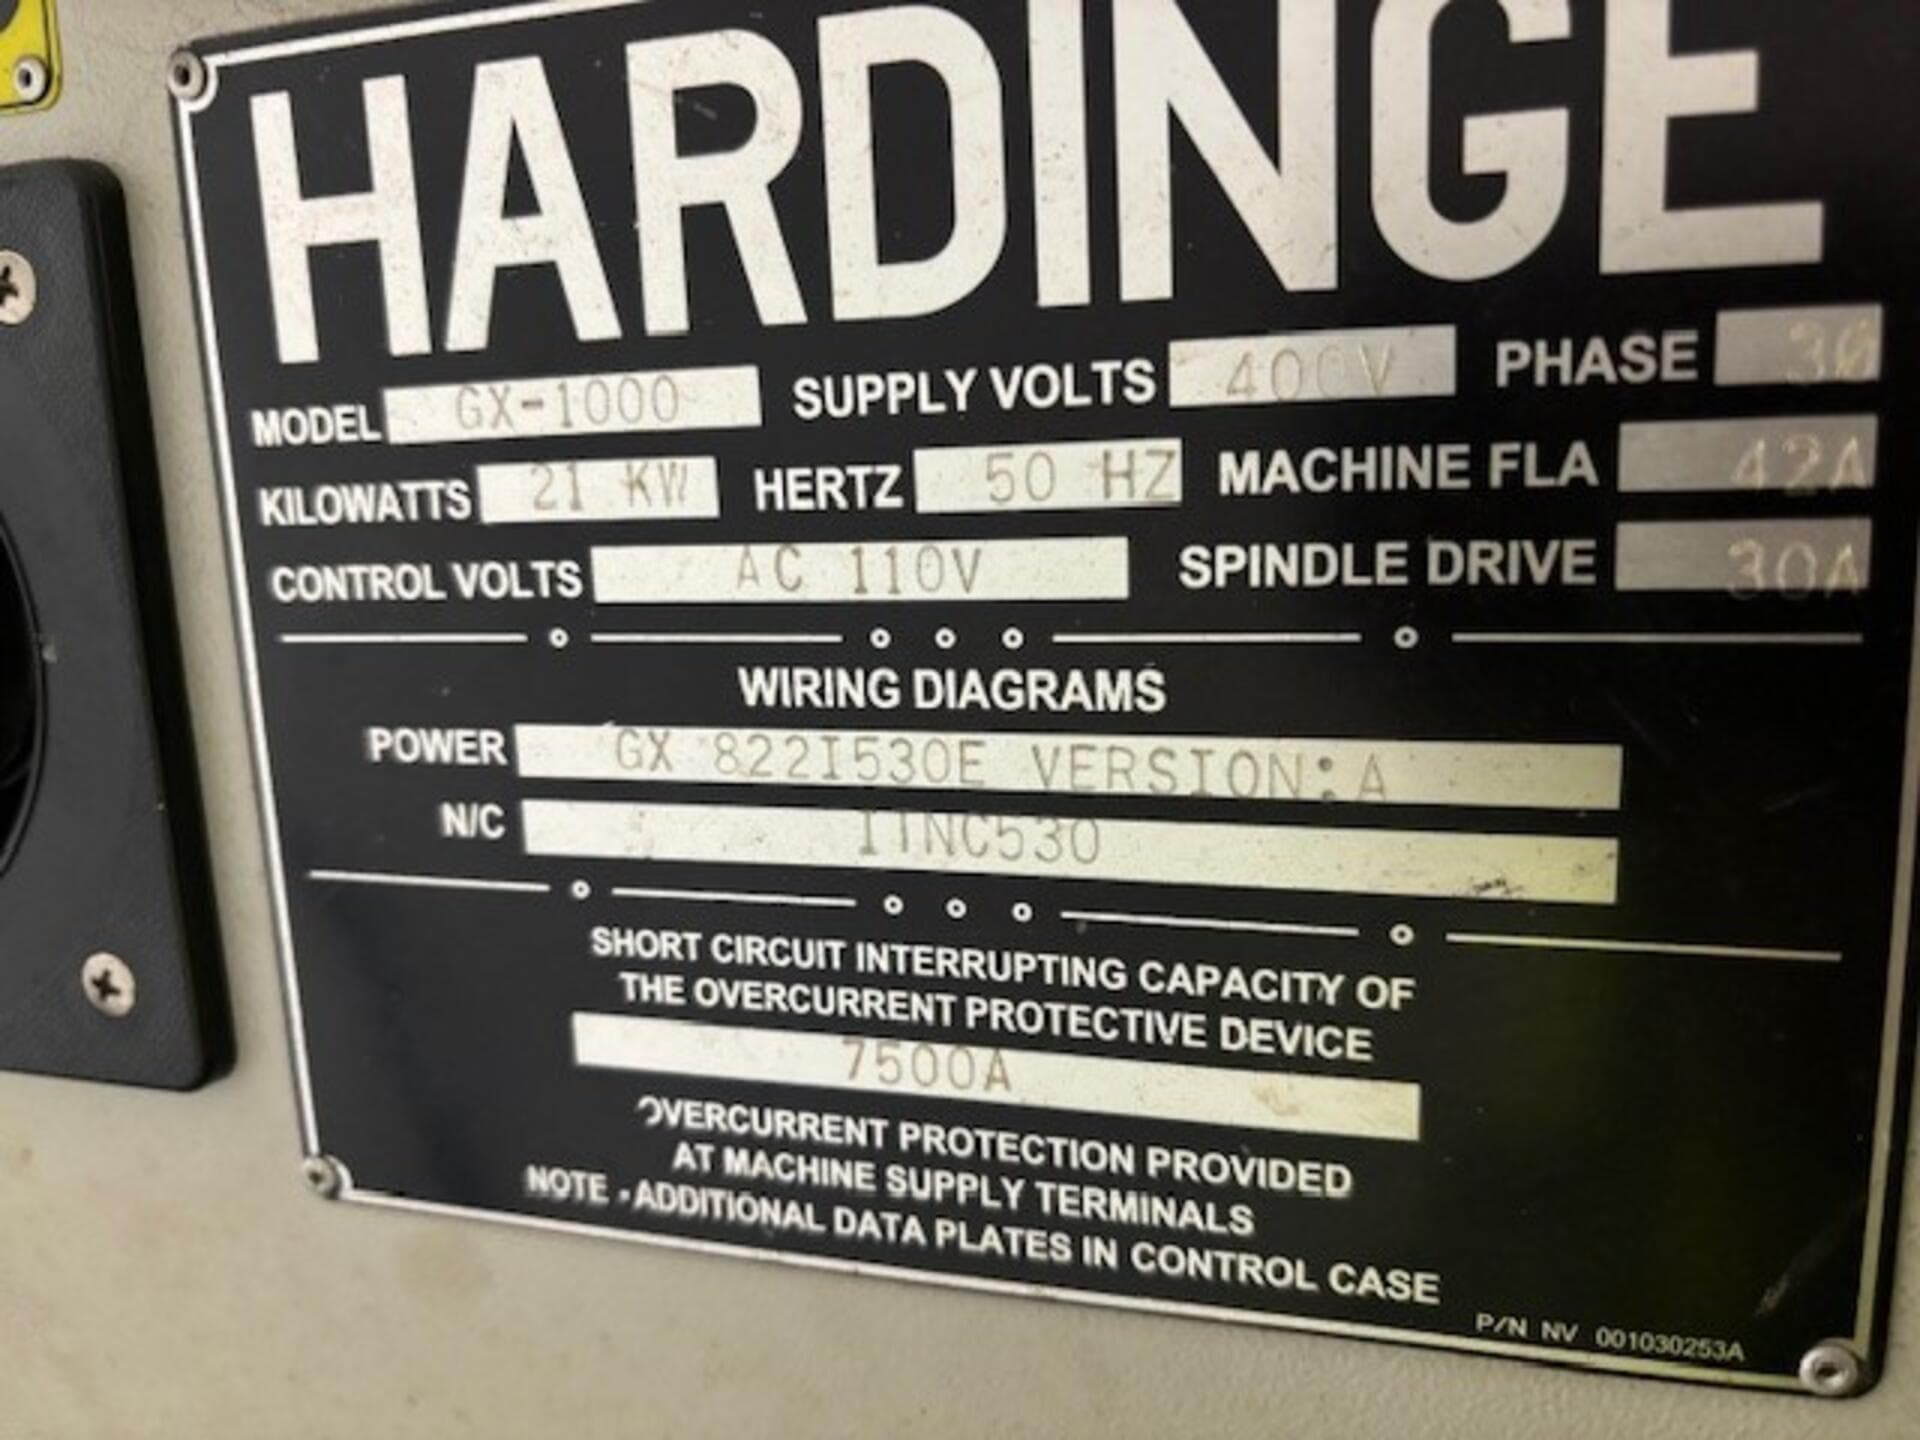 HARDINGE
MODEL GX-1000 SUPPLY VOLTS 400V PHASE 3Ø
KILOWATTS 21 KW HERTZ 50 HZ MACHINE FLA 42A
CONTROL VOLTS AC 110V SPINDLE DRIVE 30A
WIRING DIAGRAMS
POWER GX 822I530E VERSION:A
N/C ITNC530
SHORT CIRCUIT INTERRUPTING CAPACITY OF
THE OVERCURRENT PROTECTIVE DEVICE
7500A
OVERCURRENT PROTECTION PROVIDED
AT MACHINE SUPPLY TERMINALS
NOTE - ADDITIONAL DATA PLATES IN CONTROL CASE
P/N NV 001030253A